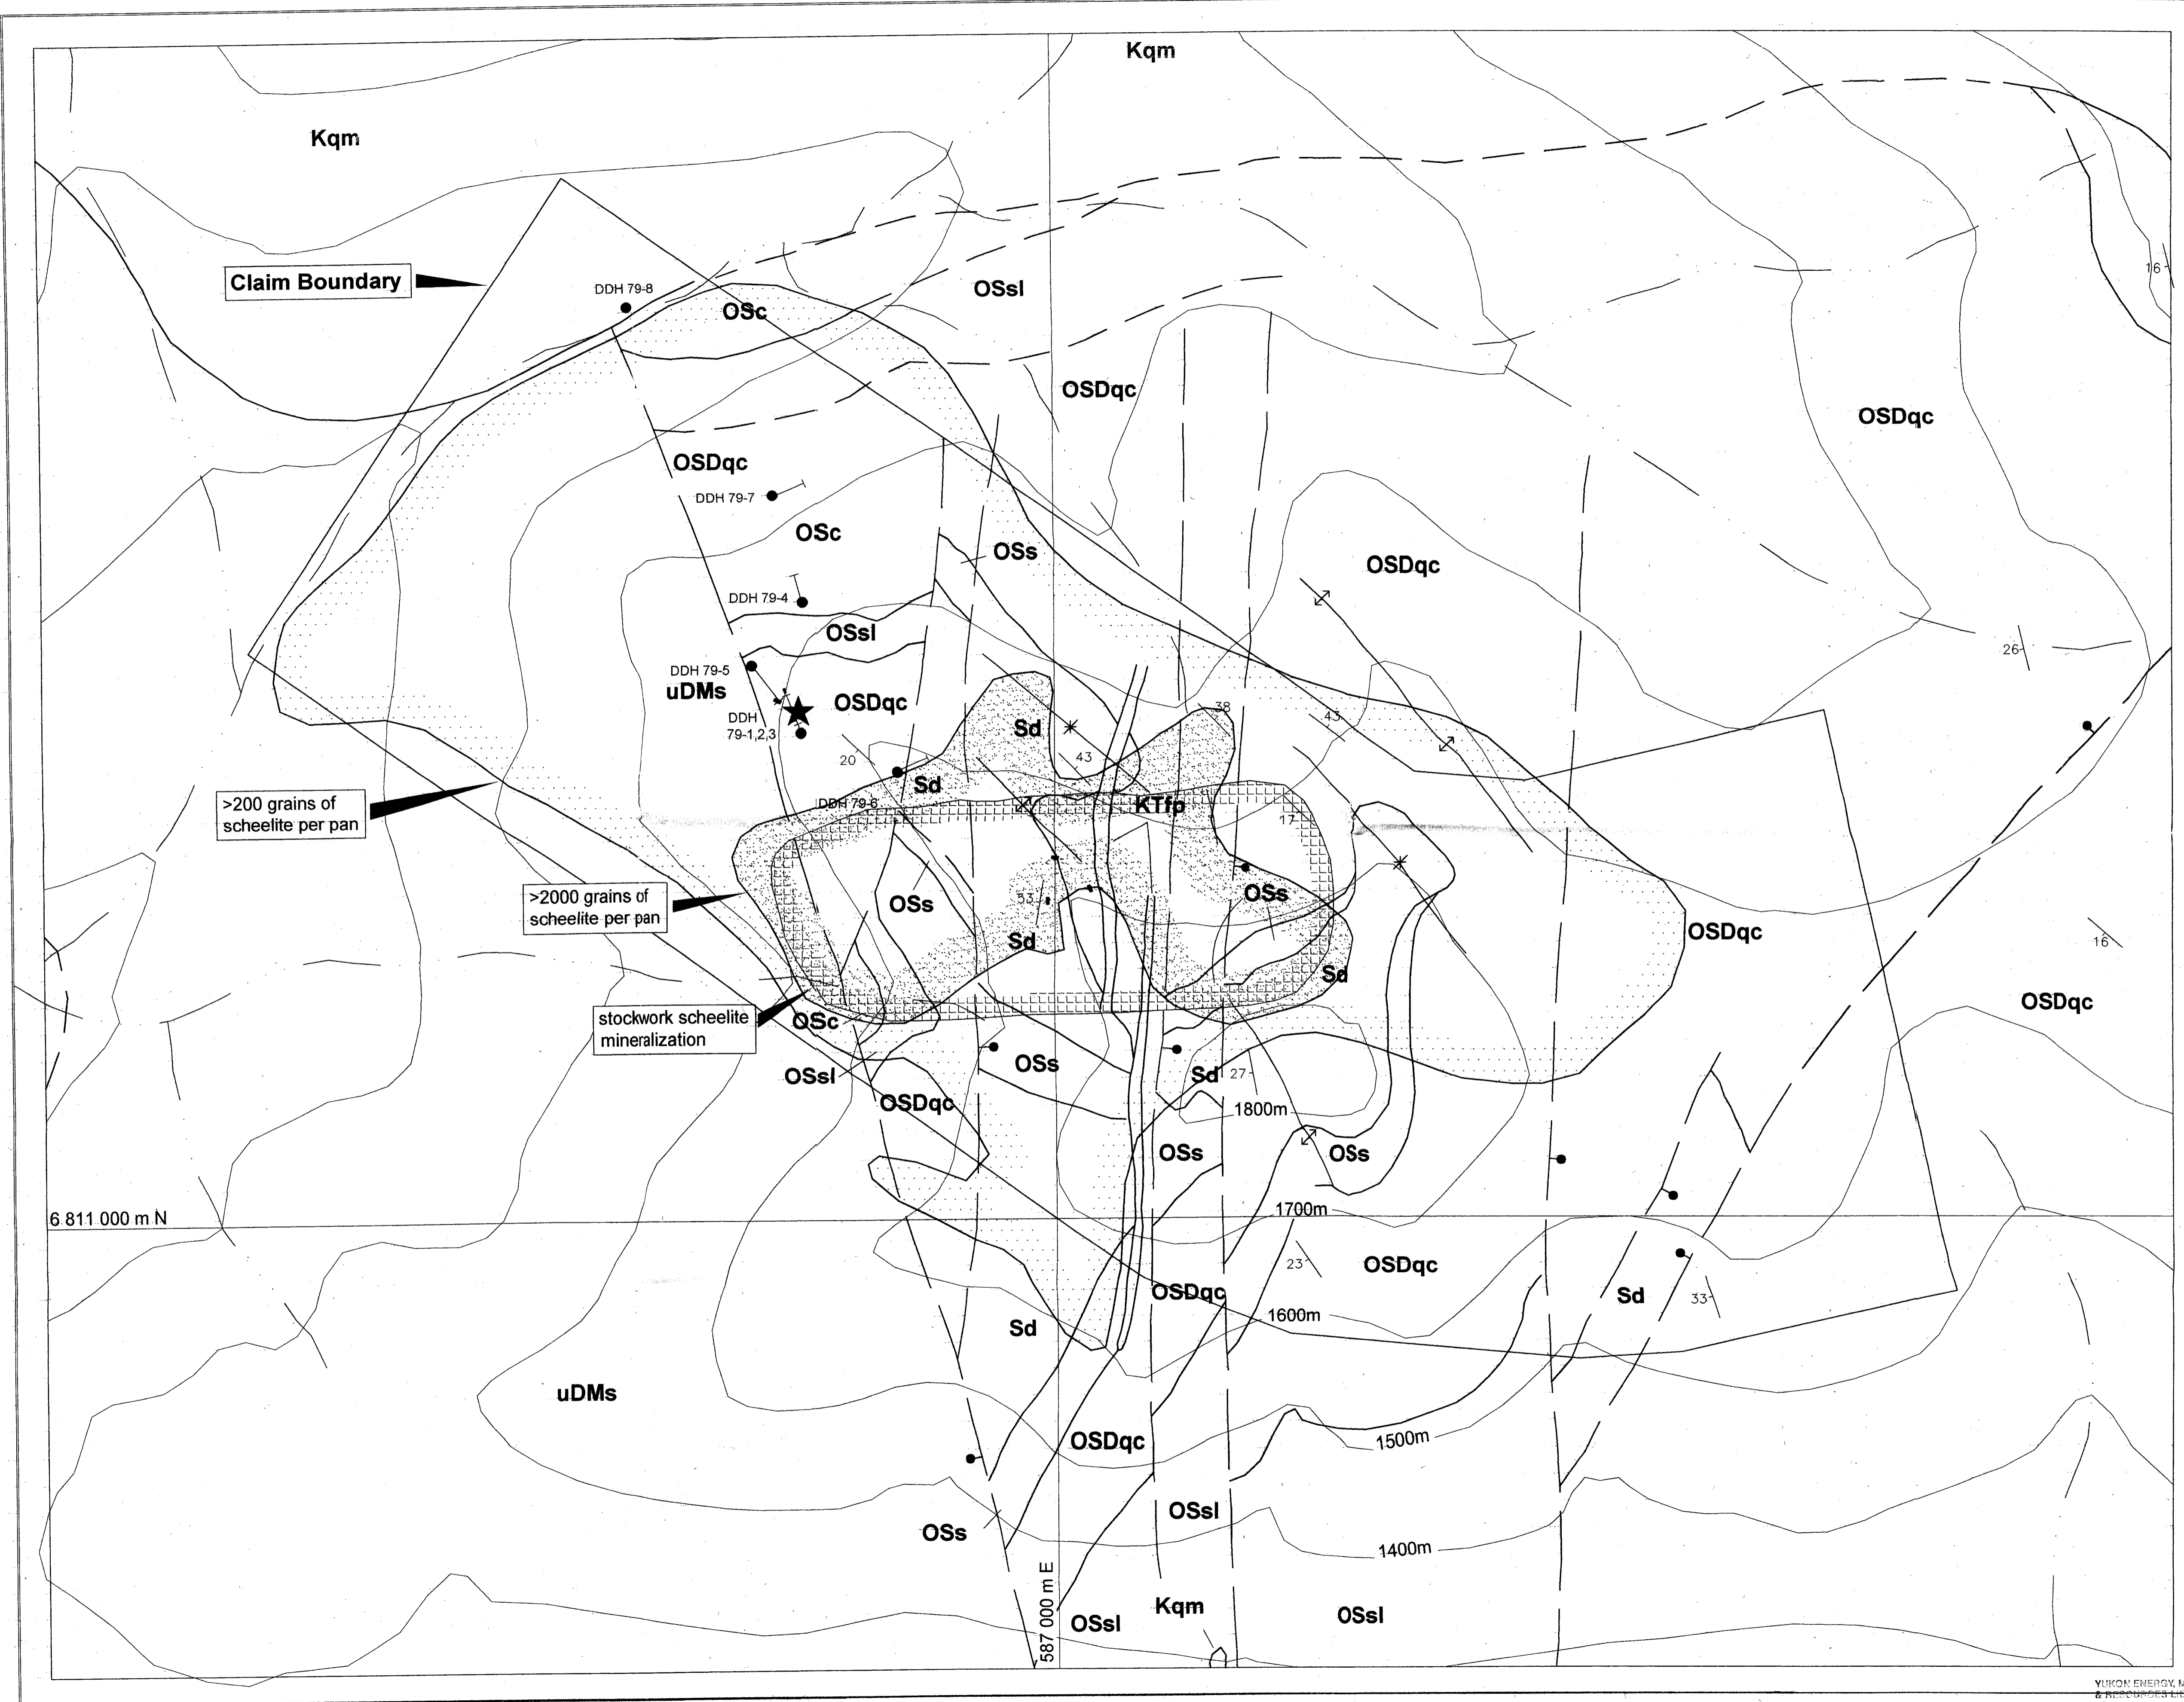 Kqm
Kqm
Claim Boundary
DDH 79-8
OSsl
16
OSc
OSDqc
OSDqc
OSDqc
DDH 79-7
OSc
OSs
OSDqc
DDH 79-4
OSsl
26
DDH 79-5
uDMs
OSDqc
38
43
DDH
79-1,2,3
Sd
43
20
Sd
DDH 79-6
KTfp
17
>200 grains of
scheelite per pan
>2000 grains of
scheelite per pan
OSs
33
OSs
Sd
OSDqc
16
Sd
OSDqc
stockwork scheelite
mineralization
OSc
OSs
OSsl
Sd
27
OSDqc
1800m
OSs
OSs
6 811 000 m N
1700m
23
OSDqc
OSDqc
Sd
33
1600m
Sd
uDMs
OSDqc
1500m
OSsl
OSs
1400m
587 000 m E
Kqm
OSsl
OSsl
YUKON ENERGY,
& RESOURCES